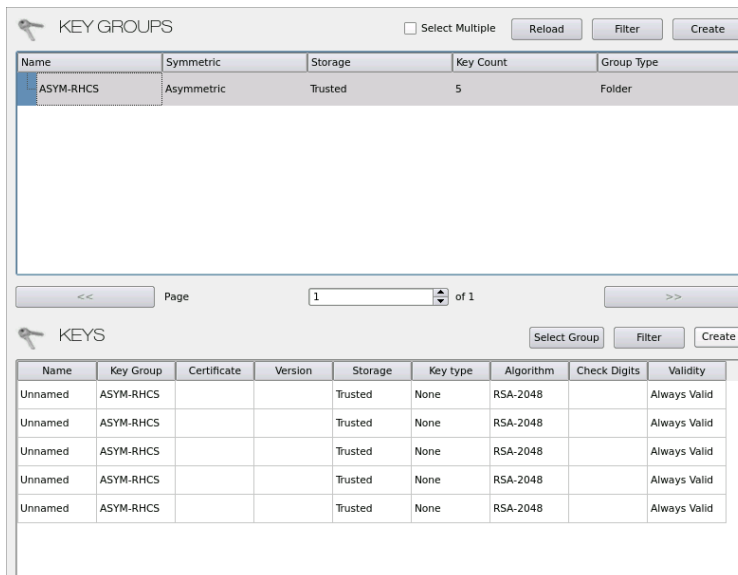 KEY GROUPS Select Multiple Reload Filter Create
Name Symmetric Storage Key Count Group Type
ASYM-RHCS Asymmetric Trusted 5 Folder
<< Page 1 of 1 >>
KEYS Select Group Filter Create
Name Key Group Certificate Version Storage Key type Algorithm Check Digits Validity
Unnamed ASYM-RHCS Trusted None RSA-2048 Always Valid
Unnamed ASYM-RHCS Trusted None RSA-2048 Always Valid
Unnamed ASYM-RHCS Trusted None RSA-2048 Always Valid
Unnamed ASYM-RHCS Trusted None RSA-2048 Always Valid
Unnamed ASYM-RHCS Trusted None RSA-2048 Always Valid